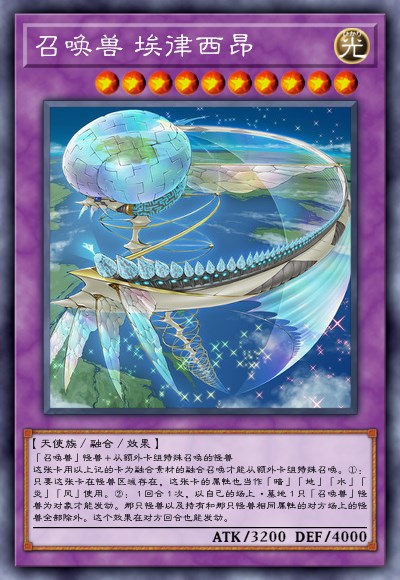 召唤兽 埃律西昂
光
【天使族／融合／效果】
「召唤兽」怪兽＋从额外卡组特殊召唤的怪兽
这张卡用以上记的卡为融合素材的融合召唤才能从额外卡组特殊召唤。①：
只要这张卡在怪兽区域存在，这张卡的属性也当作「暗」「地」「水」「
炎」「风」使用。②：1回合1次，以自己的场上·墓地1只「召唤兽」怪
兽为对象才能发动。那只怪兽以及持有和那只怪兽相同属性的对方场上的怪
兽全部除外。这个效果在对方回合也能发动。
ATK/3200 DEF/4000